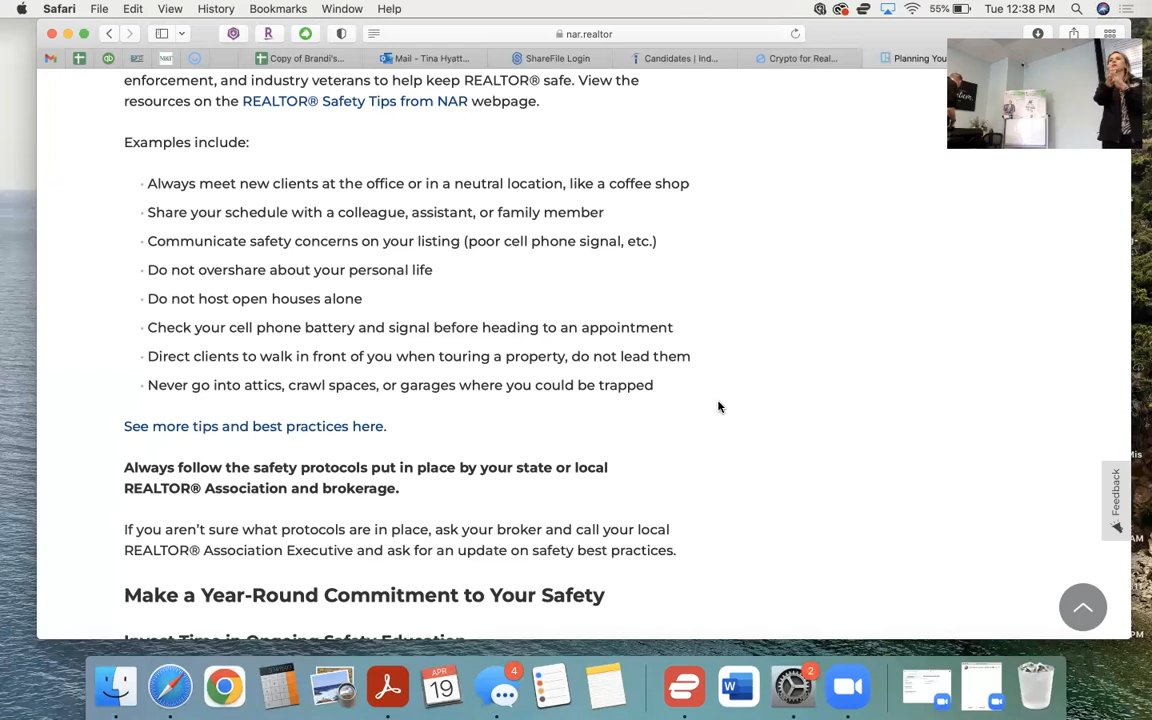 Safari File Edit View History Bookmarks Window Help 55% Tue 12:38 PM
nar.realtor
Copy of Brandi's... Mail - Tina Hyatt... ShareFile Login Candidates | Ind... Crypto for Real... Planning You
enforcement, and industry veterans to help keep REALTOR® safe. View the
resources on the REALTOR® Safety Tips from NAR webpage.
Examples include:
· Always meet new clients at the office or in a neutral location, like a coffee shop
· Share your schedule with a colleague, assistant, or family member
· Communicate safety concerns on your listing (poor cell phone signal, etc.)
· Do not overshare about your personal life
· Do not host open houses alone
· Check your cell phone battery and signal before heading to an appointment
· Direct clients to walk in front of you when touring a property, do not lead them
· Never go into attics, crawl spaces, or garages where you could be trapped
See more tips and best practices here.
Always follow the safety protocols put in place by your state or local
REALTOR® Association and brokerage.
If you aren't sure what protocols are in place, ask your broker and call your local
REALTOR® Association Executive and ask for an update on safety best practices.
Make a Year-Round Commitment to Your Safety
Invest Time in Ongoing Safety Education
Feedback
APR
19
4
2